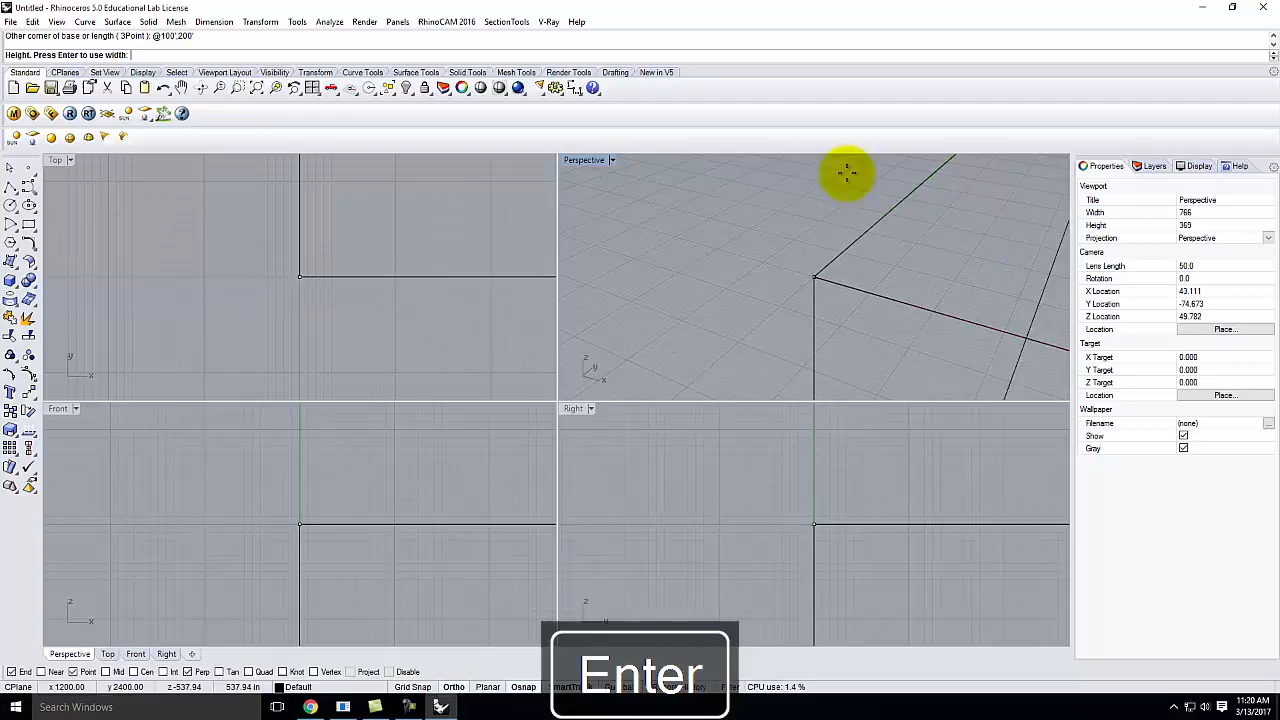 Untitled - Rhinoceros 5.0 Educational Lab License
File Edit View Curve Surface Solid Mesh Dimension Transform Tools Analyze Render Panels RhinoCAM 2016 SectionTools V-Ray Help
Other corner of base or length ( 3Point ): @100',200'
Height. Press Enter to use width:
Standard CPlanes Set View Display Select Viewport Layout Visibility Transform Curve Tools Surface Tools Solid Tools Mesh Tools Render Tools Drafting New in V5
M R RT SUN
SUN
Top Perspective
Properties Layers Display Help
Viewport
Title Perspective
Width 766
Height 369
Projection Perspective
Camera
Lens Length 50.0
Rotation 0.0
X Location 43.111
Y Location -74.673
Z Location 49.782
Location Place...
Target
X Target 0.000
Y Target 0.000
Z Target 0.000
Location Place...
Wallpaper
Filename (none) ...
Show
Gray
y x
z y x
Front Right
z x
z y
Perspective Top Front Right
End Near Point Mid Cen Int Perp Tan Quad Knot Vertex Project Disable
Enter
CPlane x 1200.00 y 2400.00 z-537.94 537.94 in Default Grid Snap Ortho Planar Osnap CPU use: 1.4 %
Search Windows
11:20 AM
3/13/2017